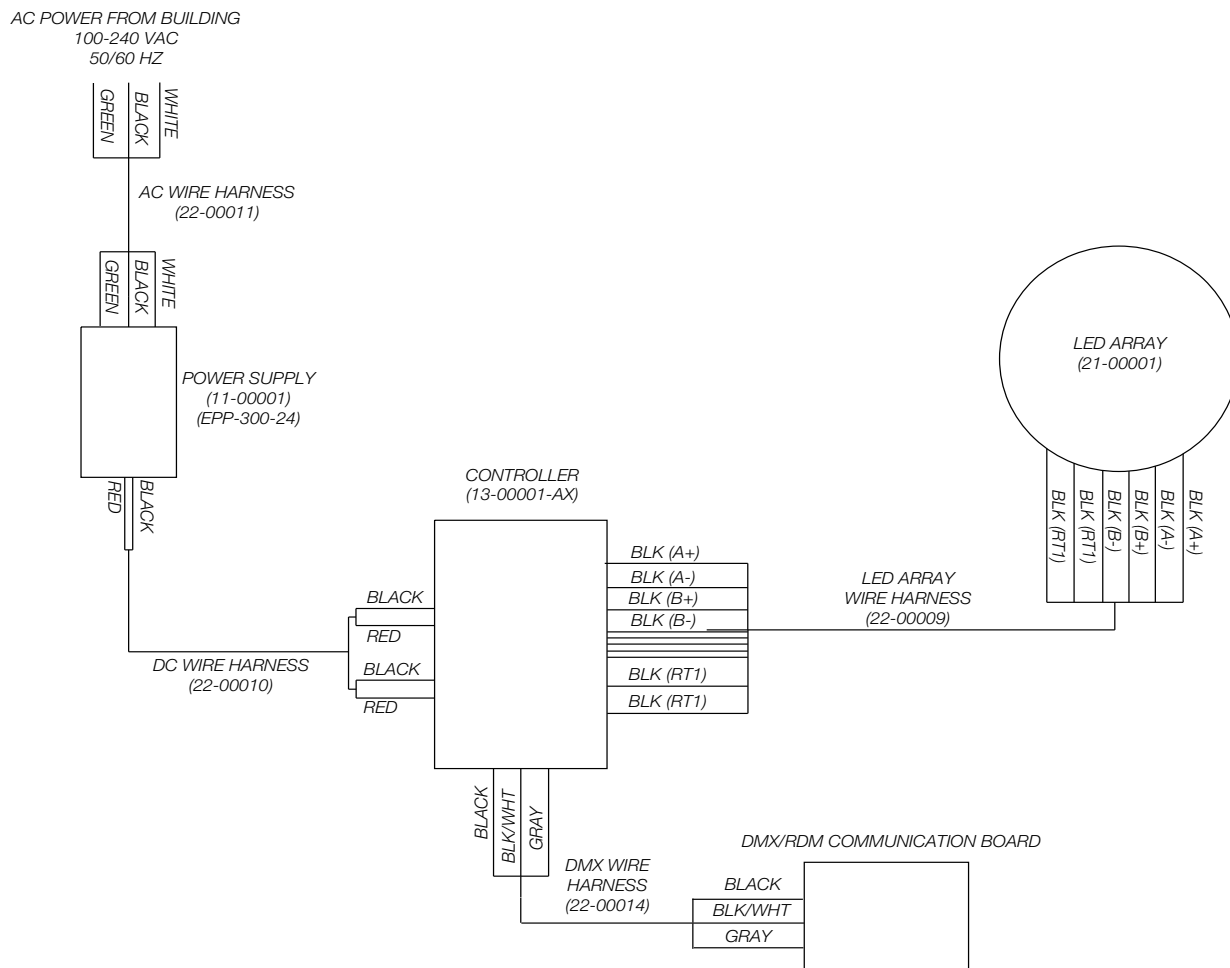 AC POWER FROM BUILDING
100-240 VAC
50/60 HZ
GREEN
BLACK
WHITE
AC WIRE HARNESS
(22-00011)
GREEN
BLACK
WHITE
POWER SUPPLY
(11-00001)
(EPP-300-24)
RED
BLACK
DC WIRE HARNESS
(22-00010)
BLACK
RED
BLACK
RED
CONTROLLER
(13-00001-AX)
BLK (A+)
BLK (A-)
BLK (B+)
BLK (B-)
BLK (RT1)
BLK (RT1)
LED ARRAY
WIRE HARNESS
(22-00009)
LED ARRAY
(21-00001)
BLK (RT1)
BLK (RT1)
BLK (B-)
BLK (B+)
BLK (A-)
BLK (A+)
BLACK
BLK/WHT
GRAY
DMX WIRE
HARNESS
(22-00014)
DMX/RDM COMMUNICATION BOARD
BLACK
BLK/WHT
GRAY